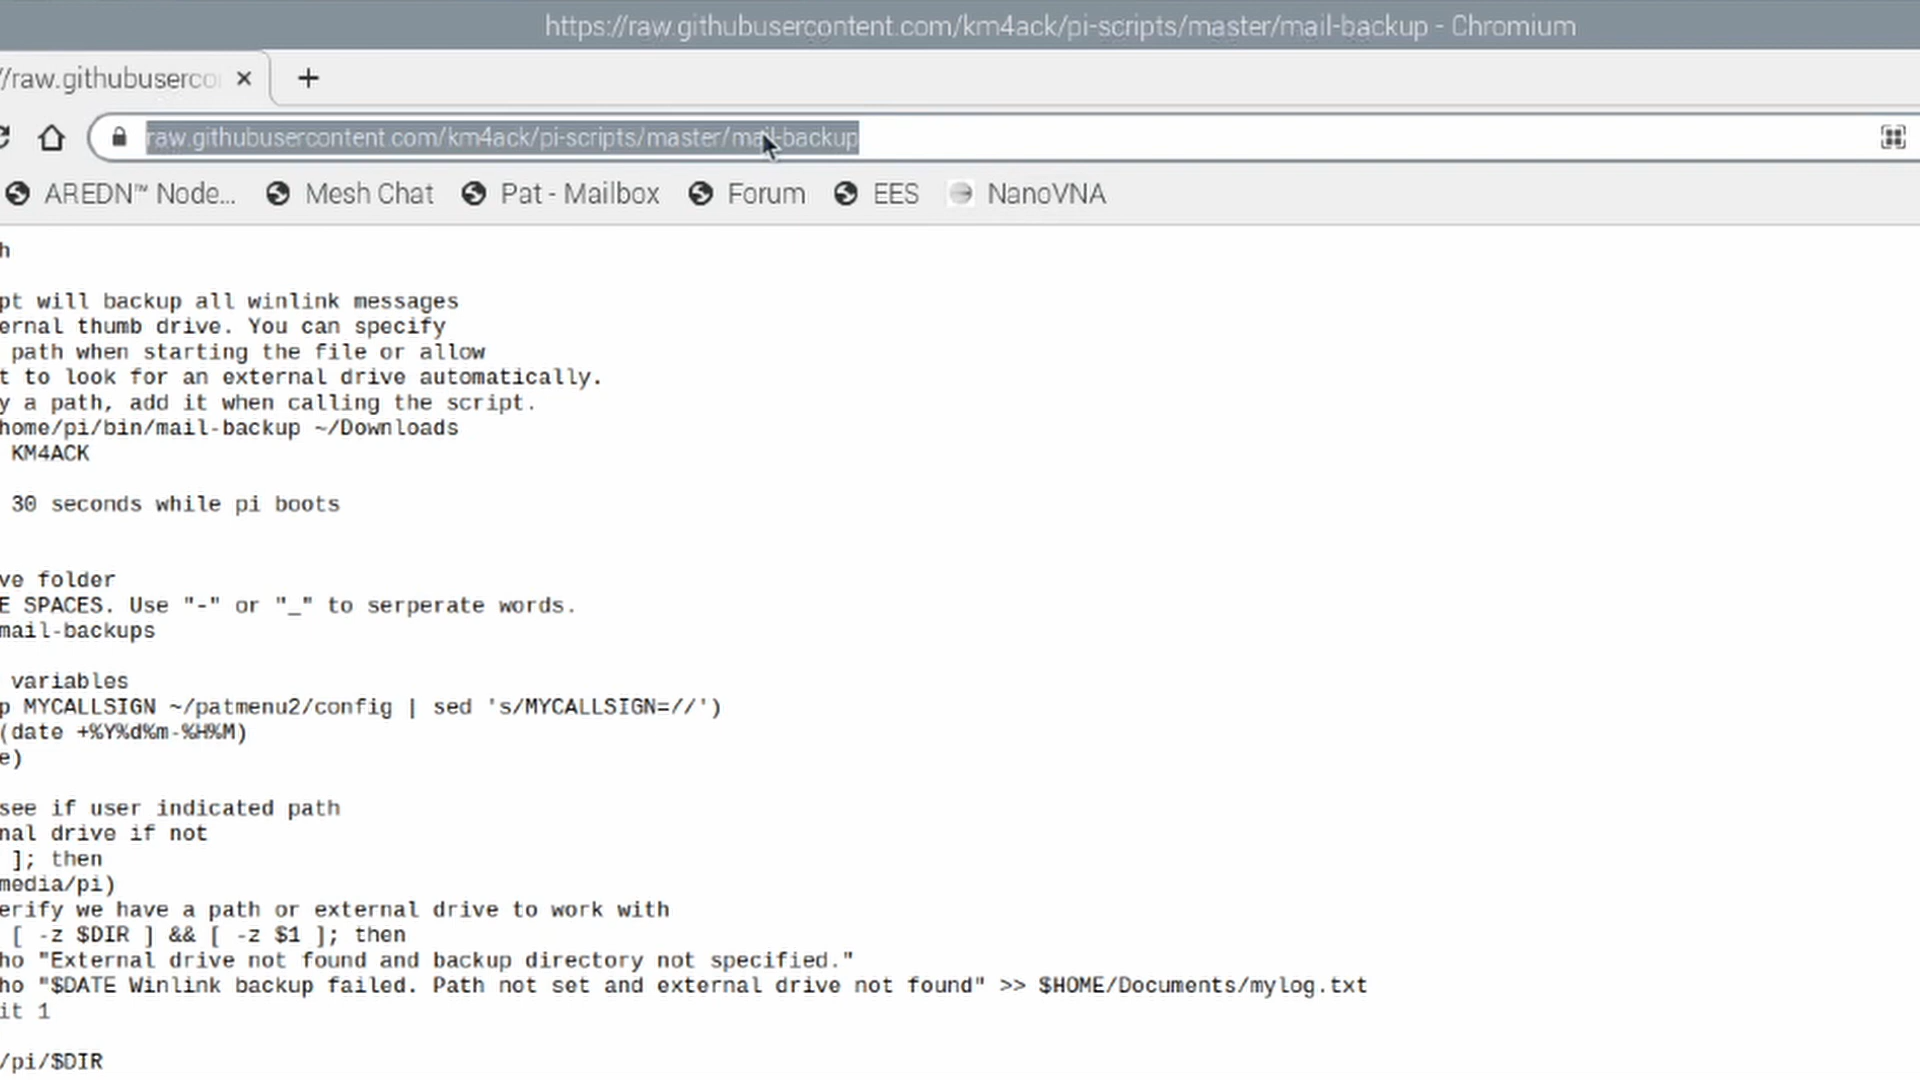 https://raw.githubusercontent.com/km4ack/pi-scripts/master/mail-backup - Chromium
//raw.githubuserco
raw.githubusercontent.com/km4ack/pi-scripts/master/mail-backup
AREDN™ Node... Mesh Chat Pat - Mailbox Forum EES NanoVNA
h
pt will backup all winlink messages
ernal thumb drive. You can specify
path when starting the file or allow
t to look for an external drive automatically.
y a path, add it when calling the script.
home/pi/bin/mail-backup ~/Downloads
KM4ACK
30 seconds while pi boots
ve folder
E SPACES. Use "-" or "_" to serperate words.
mail-backups
variables
p MYCALLSIGN ~/patmenu2/config | sed 's/MYCALLSIGN=//')
(date +%Y%d%m-%H%M)
e)
see if user indicated path
nal drive if not
]; then
media/pi)
erify we have a path or external drive to work with
[ -z $DIR ] && [ -z $1 ]; then
ho "External drive not found and backup directory not specified."
ho "$DATE Winlink backup failed. Path not set and external drive not found" >> $HOME/Documents/mylog.txt
it 1
/pi/$DIR